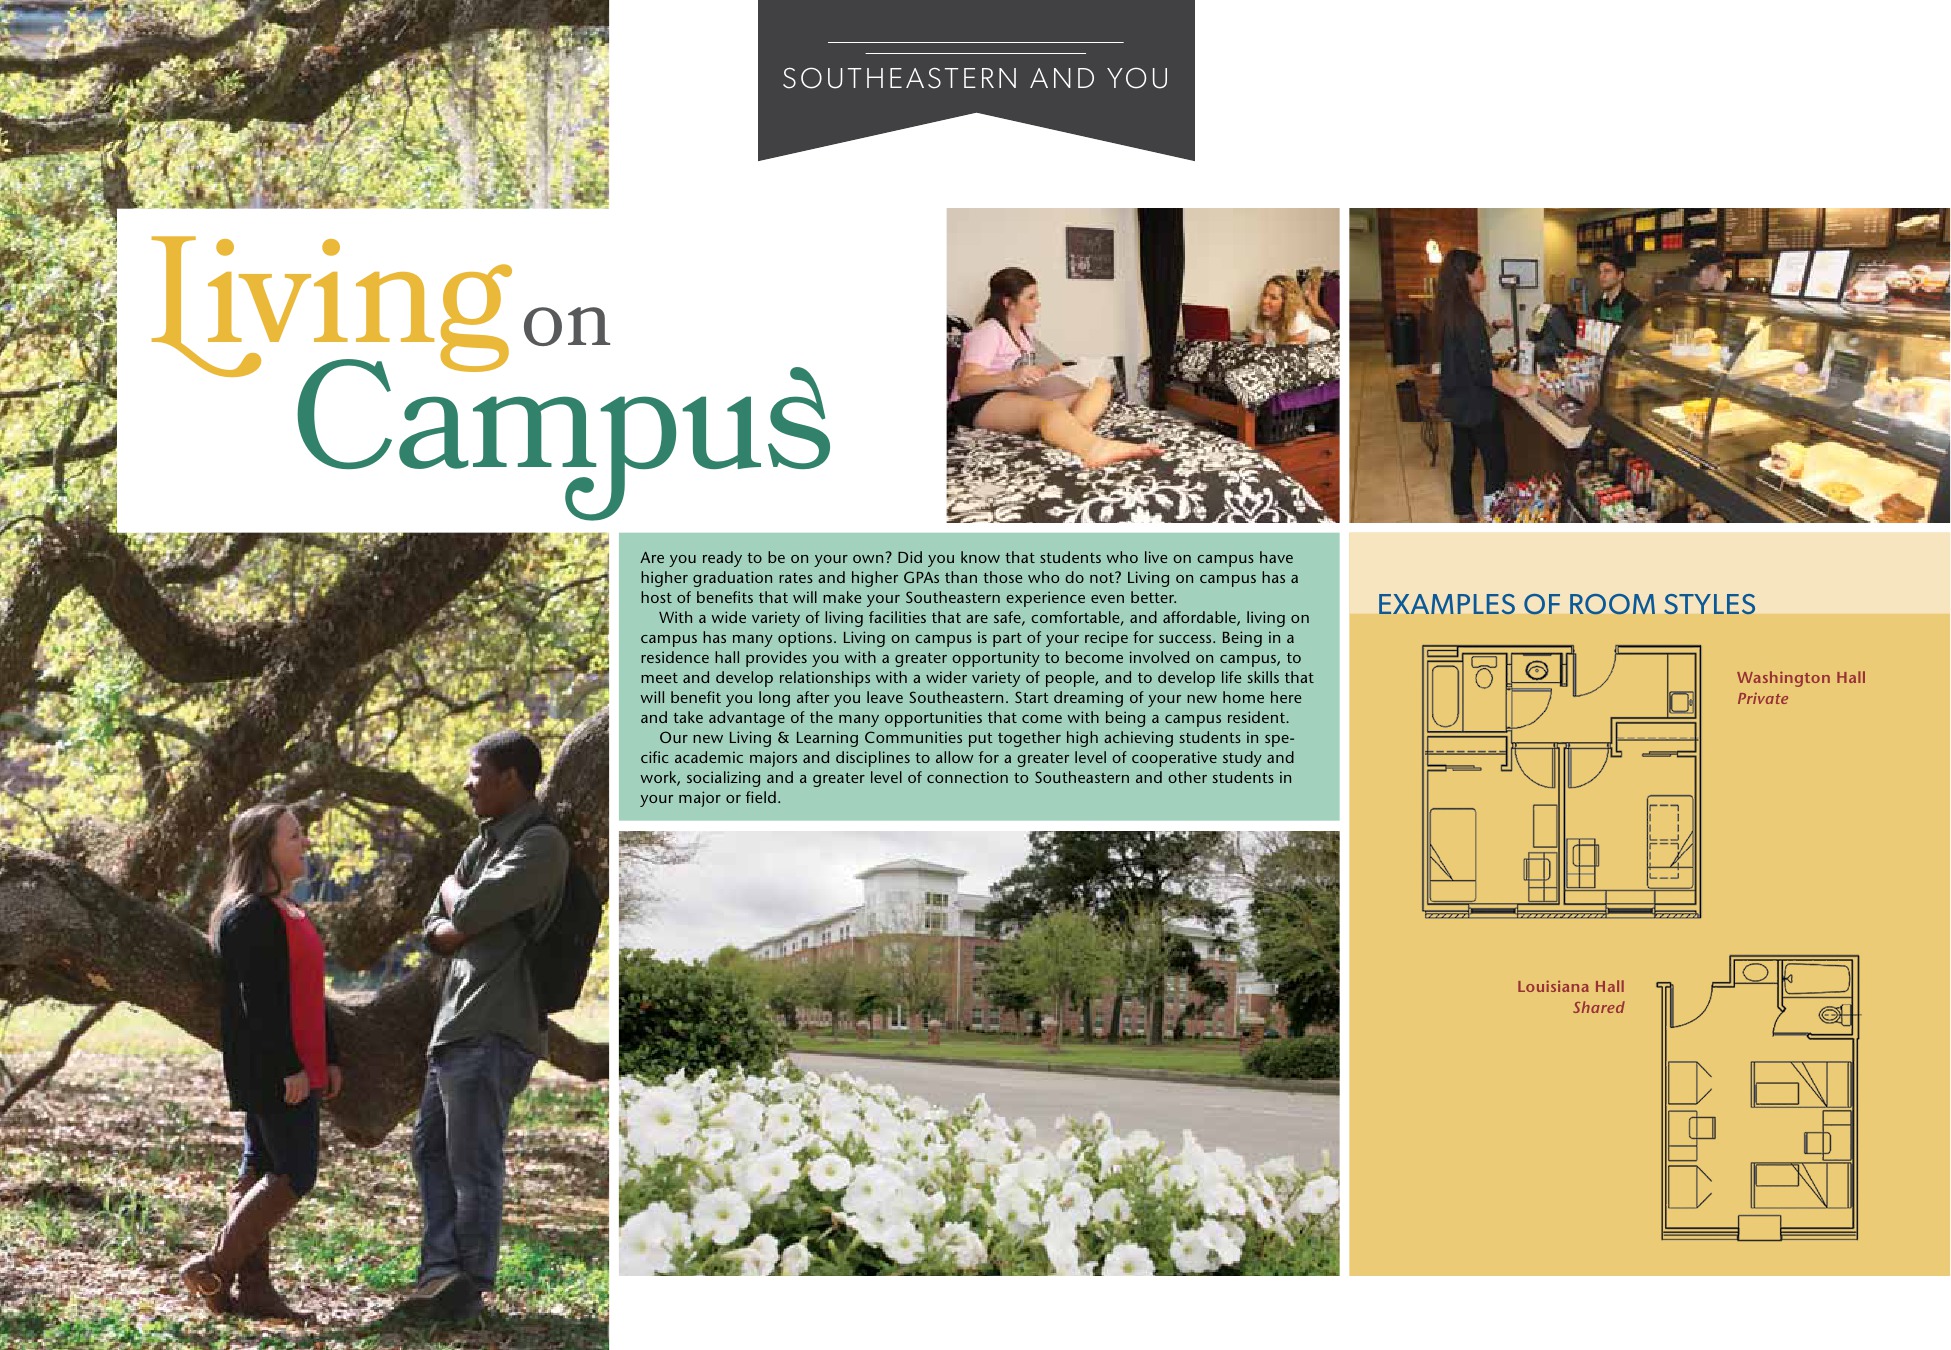 SOUTHEASTERN AND YOU
Living on
Campus
Are you ready to be on your own? Did you know that students who live on campus have
higher graduation rates and higher GPAs than those who do not? Living on campus has a
host of benefits that will make your Southeastern experience even better.
With a wide variety of living facilities that are safe, comfortable, and affordable, living on
campus has many options. Living on campus is part of your recipe for success. Being in a
residence hall provides you with a greater opportunity to become involved on campus, to
meet and develop relationships with a wider variety of people, and to develop life skills that
will benefit you long after you leave Southeastern. Start dreaming of your new home here
and take advantage of the many opportunities that come with being a campus resident.
Our new Living & Learning Communities put together high achieving students in spe-
cific academic majors and disciplines to allow for a greater level of cooperative study and
work, socializing and a greater level of connection to Southeastern and other students in
your major or field.
EXAMPLES OF ROOM STYLES
Washington Hall
Private
Louisiana Hall
Shared